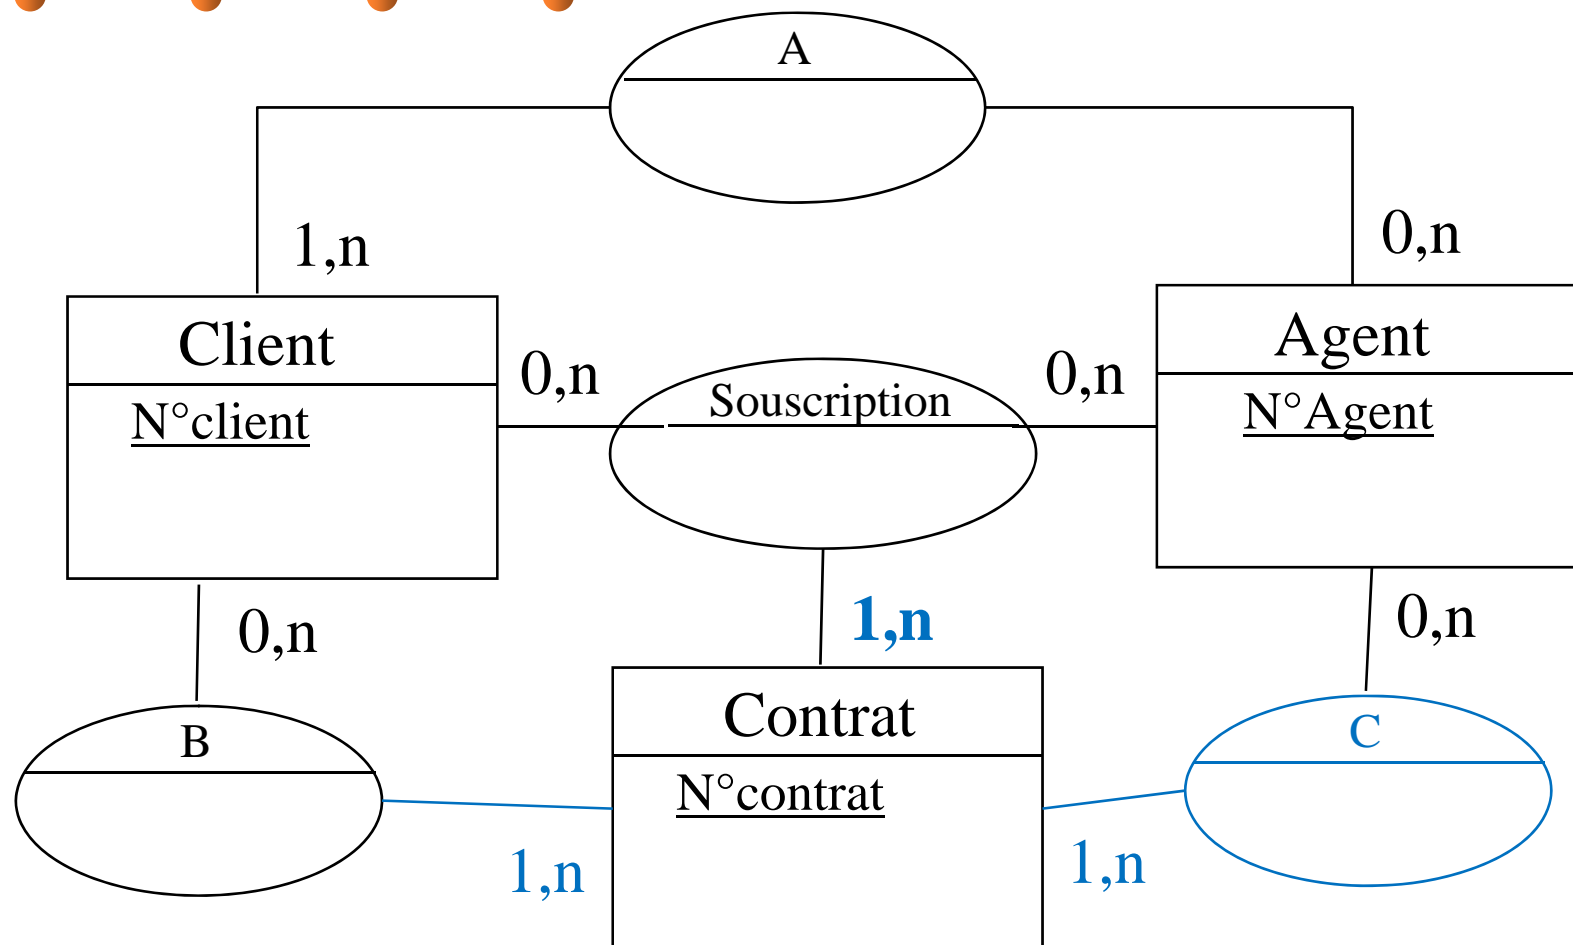 A
1,n
0,n
Client
N°client
0,n
Souscription
0,n
Agent
N°Agent
0,n
1,n
0,n
B
Contrat
N°contrat
C
1,n
1,n